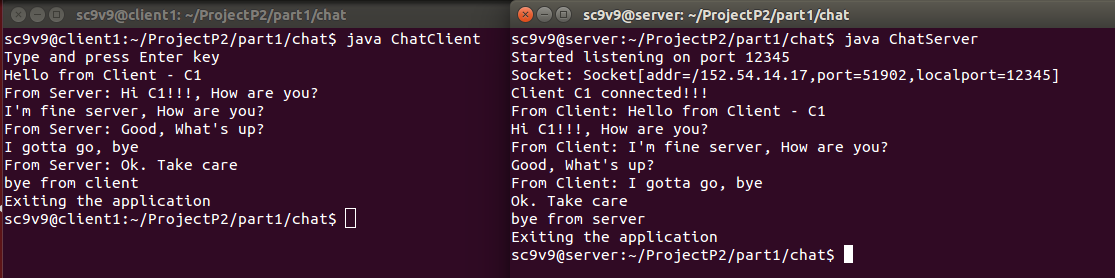 sc9v9@client1: ~/ProjectP2/part1/chat
sc9v9@client1:~/ProjectP2/part1/chat$ java ChatClient
Type and press Enter key
Hello from Client - C1
From Server: Hi C1!!!, How are you?
I'm fine server, How are you?
From Server: Good, What's up?
I gotta go, bye
From Server: Ok. Take care
bye from client
Exiting the application
sc9v9@client1:~/ProjectP2/part1/chat$
sc9v9@server: ~/ProjectP2/part1/chat
sc9v9@server:~/ProjectP2/part1/chat$ java ChatServer
Started listening on port 12345
Socket: Socket[addr=/152.54.14.17,port=51902,localport=12345]
Client C1 connected!!!
From Client: Hello from Client - C1
Hi C1!!!, How are you?
From Client: I'm fine server, How are you?
Good, What's up?
From Client: I gotta go, bye
Ok. Take care
bye from server
Exiting the application
sc9v9@server:~/ProjectP2/part1/chat$